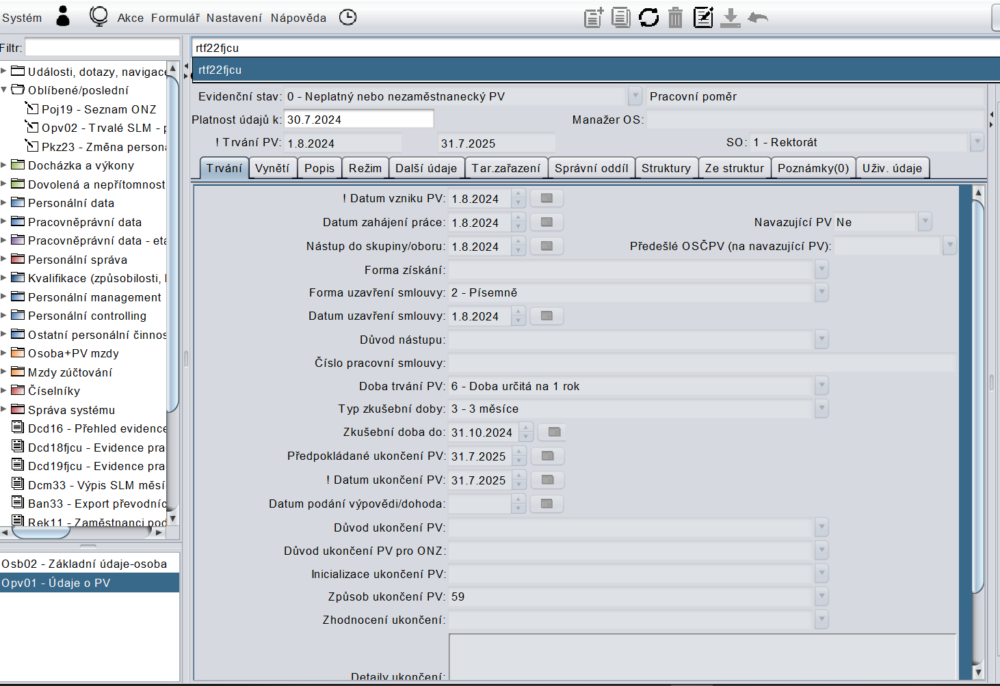 Systém Akce Formulář Nastavení Nápověda
Filtr:
rtf22fjcu
rtf22fjcu
Události, dotazy, navigace
Oblíbené/poslední
Poj19 - Seznam ONZ
Opv02 - Trvalé SLM - p
Pkz23 - Změna persona
Docházka a výkony
Dovolená a nepřítomnost
Personální data
Pracovněprávní data
Pracovněprávní data - eta
Personální správa
Kvalifikace (způsobilosti,
Personální management
Personální controlling
Ostatní personální činnos
Osoba+PV mzdy
Mzdy zúčtování
Číselníky
Správa systému
Dcd16 - Přehled evidence
Dcd18fjcu - Evidence pra
Dcd19fjcu - Evidence pra
Dcm33 - Výpis SLM měsí
Ban33 - Export převodníc
Rek11 - Zaměstnanci pod
Osb02 - Základní údaje-osoba
Opv01 - Údaje o PV
Evidenční stav: 0 - Neplatný nebo nezaměstnanecký PV Pracovní poměr
Platnost údajů k: 30.7.2024 Manažer OS:
! Trvání PV: 1.8.2024 31.7.2025 SO: 1 - Rektorát
Trvání Vynětí Popis Režim Další údaje Tar.zařazení Správní oddíl Struktury Ze struktur Poznámky(0) Uživ. údaje
! Datum vzniku PV: 1.8.2024
Datum zahájení práce: 1.8.2024 Navazující PV Ne
Nástup do skupiny/oboru: 1.8.2024 Předešlé OSČPV (na navazující PV):
Forma získání:
Forma uzavření smlouvy: 2 - Písemně
Datum uzavření smlouvy: 1.8.2024
Důvod nástupu:
Číslo pracovní smlouvy:
Doba trvání PV: 6 - Doba určitá na 1 rok
Typ zkušební doby: 3 - 3 měsíce
Zkušební doba do: 31.10.2024
Předpokládané ukončení PV: 31.7.2025
! Datum ukončení PV: 31.7.2025
Datum podání výpovědi/dohoda:
Důvod ukončení PV:
Důvod ukončení PV pro ONZ:
Inicializace ukončení PV:
Způsob ukončení PV: 59
Zhodnocení ukončení:
Detaily ukončení: